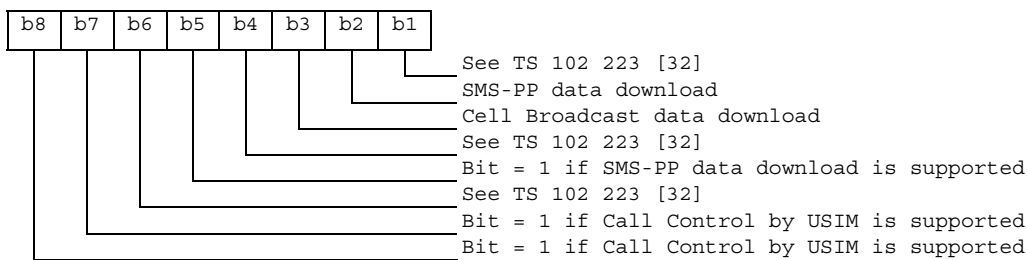 b8 b7 b6 b5 b4 b3 b2 b1
See TS 102 223 [32]
SMS-PP data download
Cell Broadcast data download
See TS 102 223 [32]
Bit = 1 if SMS-PP data download is supported
See TS 102 223 [32]
Bit = 1 if Call Control by USIM is supported
Bit = 1 if Call Control by USIM is supported